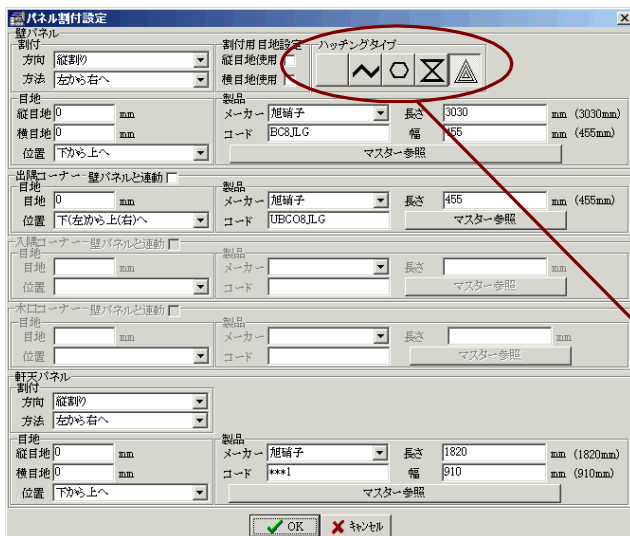 パネル割付設定
壁パネル
割付 割付用目地設定 ハッチングタイプ
方向 縦割り 縦目地使用
方法 左から右へ 横目地使用
目地 製品
縦目地 0 mm メーカー 旭硝子 長さ 3030 mm (3030mm)
横目地 0 mm コード BC8JLG 幅 455 mm (455mm)
位置 下から上へ マスター参照
出隅コーナー 壁パネルと連動
目地 製品
目地 0 mm メーカー 旭硝子 長さ 455 mm (455mm)
位置 下(左)から上(右)へ コード UBCO8JLG マスター参照
入隅コーナー 壁パネルと連動
目地 製品
目地 mm メーカー 長さ mm
位置 コード マスター参照
木口コーナー 壁パネルと連動
目地 製品
目地 mm メーカー 長さ mm
位置 コード マスター参照
軒天パネル
割付
方向 縦割り
方法 左から右へ
目地 製品
縦目地 0 mm メーカー 旭硝子 長さ 1820 mm (1820mm)
横目地 0 mm コード ***1 幅 910 mm (910mm)
位置 下から上へ マスター参照
OK キャンセル